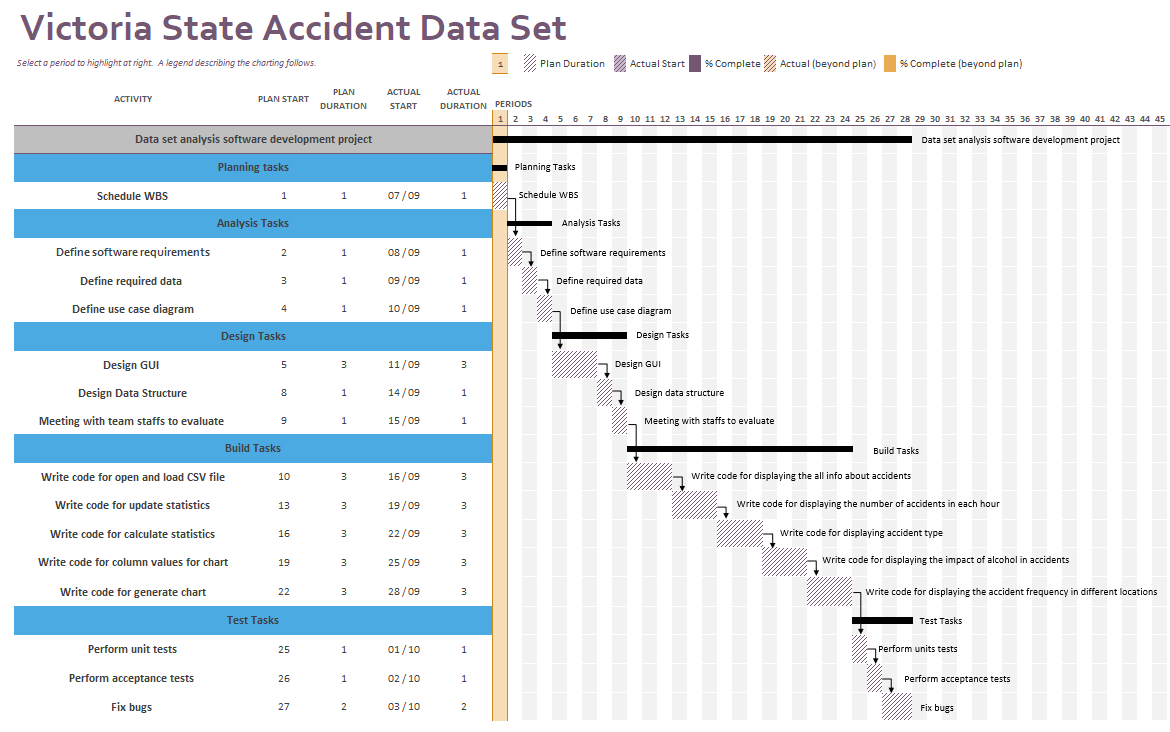 Victoria State Accident Data Set
Select a period to highlight at right. A legend describing the charting follows.
1 Plan Duration Actual Start % Complete Actual (beyond plan) % Complete (beyond plan)
ACTIVITY PLAN START PLAN DURATION ACTUAL START ACTUAL DURATION PERIODS
1 2 3 4 5 6 7 8 9 10 11 12 13 14 15 16 17 18 19 20 21 22 23 24 25 26 27 28 29 30 31 32 33 34 35 36 37 38 39 40 41 42 43 44 45
Data set analysis software development project Data set analysis software development project
Planning tasks Planning Tasks
Schedule WBS 1 1 07/09 1 Schedule WBS
Analysis Tasks Analysis Tasks
Define software requirements 2 1 08/09 1 Define software requirements
Define required data 3 1 09/09 1 Define required data
Define use case diagram 4 1 10/09 1 Define use case diagram
Design Tasks Design Tasks
Design GUI 5 3 11/09 3 Design GUI
Design Data Structure 8 1 14/09 1 Design data structure
Meeting with team staffs to evaluate 9 1 15/09 1 Meeting with staffs to evaluate
Build Tasks Build Tasks
Write code for open and load CSV file 10 3 16/09 3 Write code for displaying the all info about accidents
Write code for update statistics 13 3 19/09 3 Write code for displaying the number of accidents in each hour
Write code for calculate statistics 16 3 22/09 3 Write code for displaying accident type
Write code for column values for chart 19 3 25/09 3 Write code for displaying the impact of alcohol in accidents
Write code for generate chart 22 3 28/09 3 Write code for displaying the accident frequency in different locations
Test Tasks Test Tasks
Perform unit tests 25 1 01/10 1 Perform units tests
Perform acceptance tests 26 1 02/10 1 Perform acceptance tests
Fix bugs 27 2 03/10 2 Fix bugs